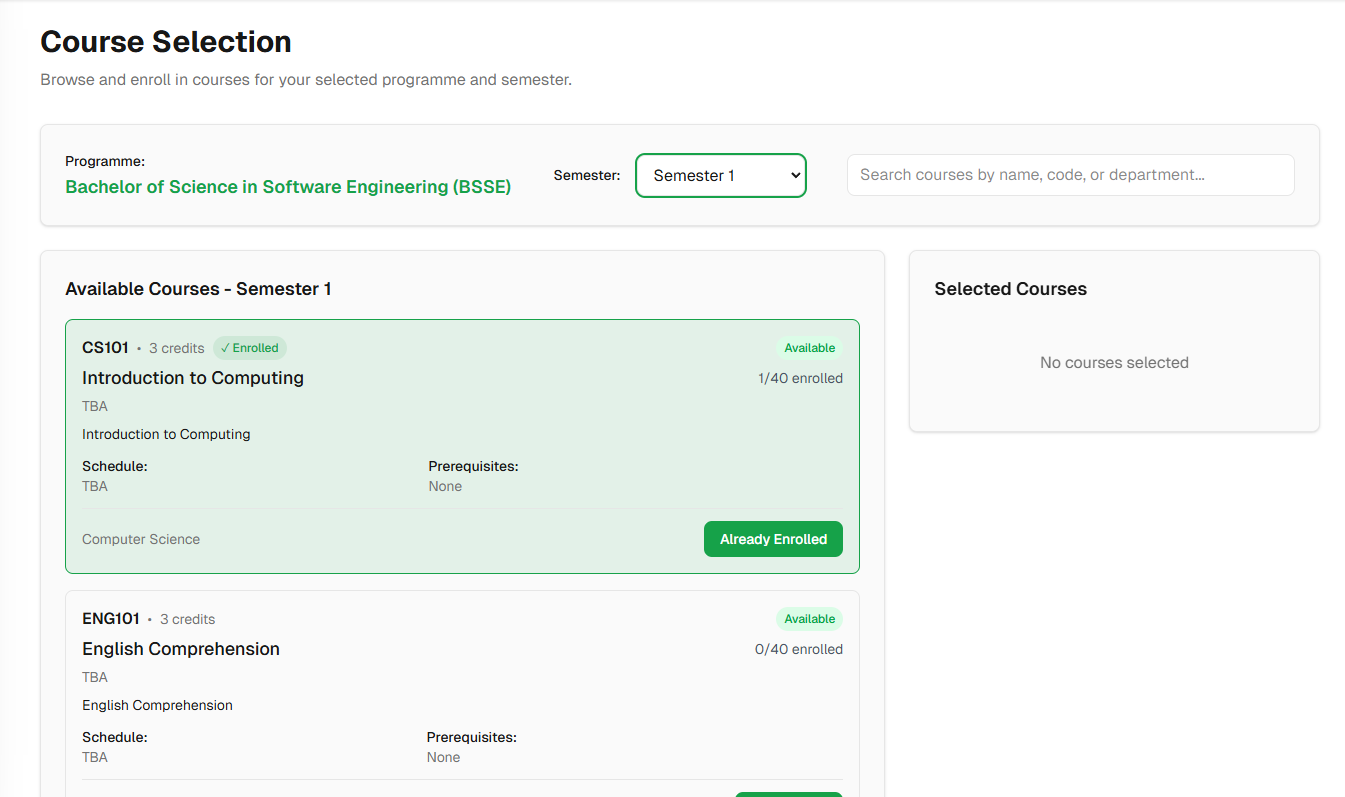 Course Selection
Browse and enroll in courses for your selected programme and semester.
Programme:
Bachelor of Science in Software Engineering (BSSE)
Semester:
Semester 1
Search courses by name, code, or department...
Available Courses - Semester 1
CS101 • 3 credits ✓ Enrolled
Available
Introduction to Computing
1/40 enrolled
TBA
Introduction to Computing
Schedule:
Prerequisites:
TBA
None
Computer Science
Already Enrolled
ENG101 • 3 credits
Available
English Comprehension
0/40 enrolled
TBA
English Comprehension
Schedule:
Prerequisites:
TBA
None
Selected Courses
No courses selected